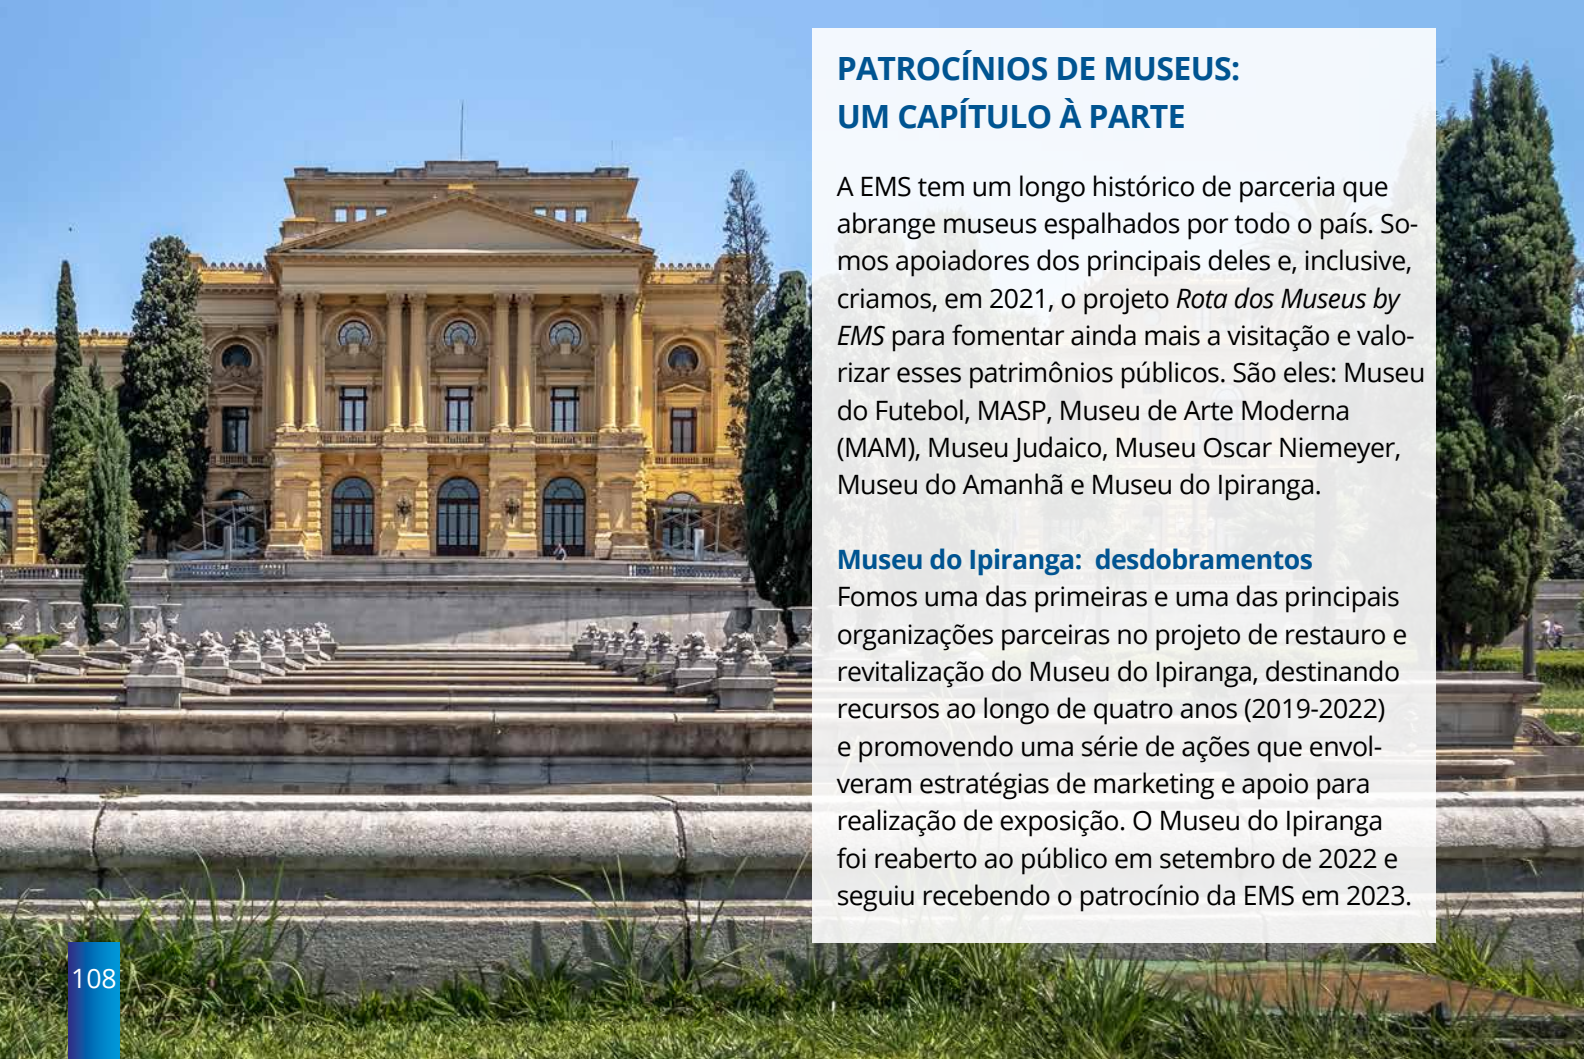 PATROCÍNIOS DE MUSEUS:
UM CAPÍTULO À PARTE
A EMS tem um longo histórico de parceria que
abrange museus espalhados por todo o país. So-
mos apoiadores dos principais deles e, inclusive,
criamos, em 2021, o projeto Rota dos Museus by
EMS para fomentar ainda mais a visitação e valo-
rizar esses patrimônios públicos. São eles: Museu
do Futebol, MASP, Museu de Arte Moderna
(MAM), Museu Judaico, Museu Oscar Niemeyer,
Museu do Amanhã e Museu do Ipiranga.
Museu do Ipiranga:  desdobramentos
Fomos uma das primeiras e uma das principais
organizações parceiras no projeto de restauro e
revitalização do Museu do Ipiranga, destinando
recursos ao longo de quatro anos (2019-2022)
e promovendo uma série de ações que envol-
veram estratégias de marketing e apoio para
realização de exposição. O Museu do Ipiranga
foi reaberto ao público em setembro de 2022 e
seguiu recebendo o patrocínio da EMS em 2023.
108